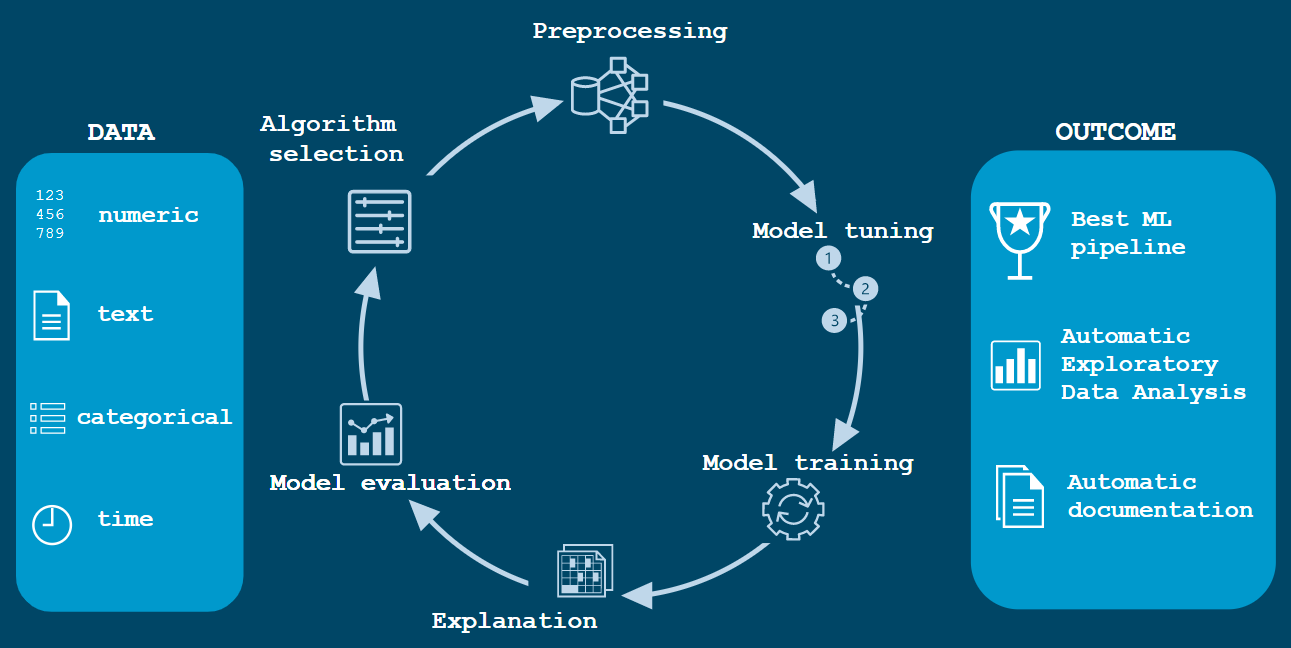 DATA
123
456
789
numeric
text
categorical
time
Preprocessing
Algorithm
selection
Model tuning
1
2
3
Model training
Explanation
Model evaluation
OUTCOME
Best ML
pipeline
Automatic
Exploratory
Data Analysis
Automatic
documentation